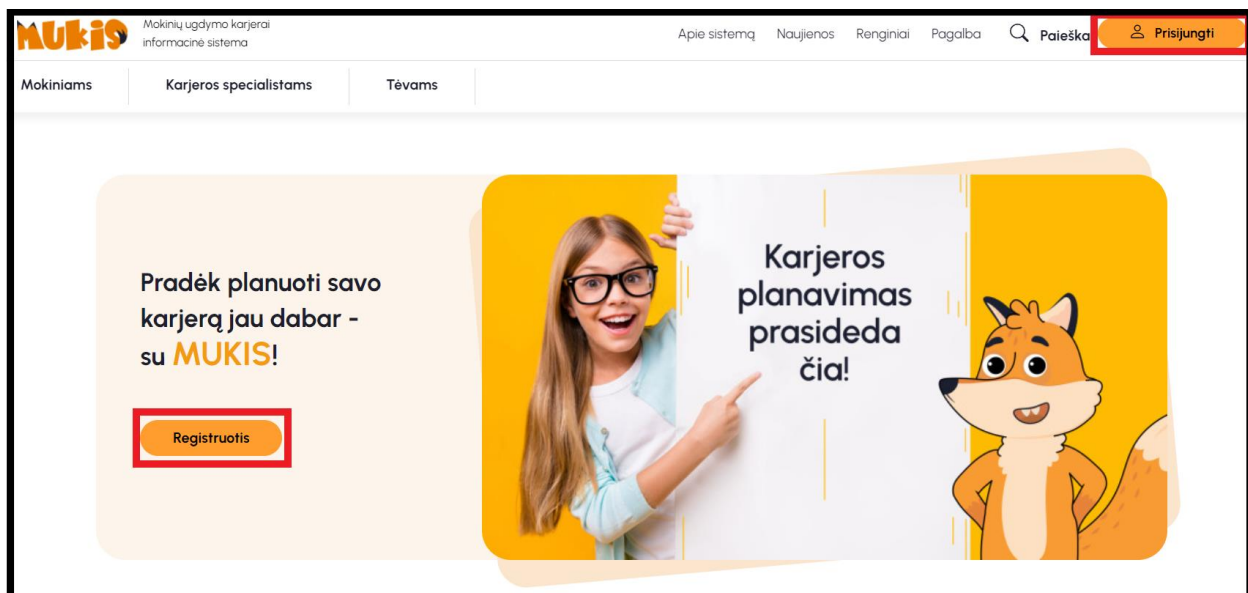 MUKIS
Mokinių ugdymo karjerai
informacinė sistema
Apie sistemą Naujienos Renginiai Pagalba Paieška Prisijungti
Mokiniams Karjeros specialistams Tėvams
Pradėk planuoti savo
karjerą jau dabar -
su MUKIS!
Registruotis
Karjeros
planavimas
prasideda
čia!